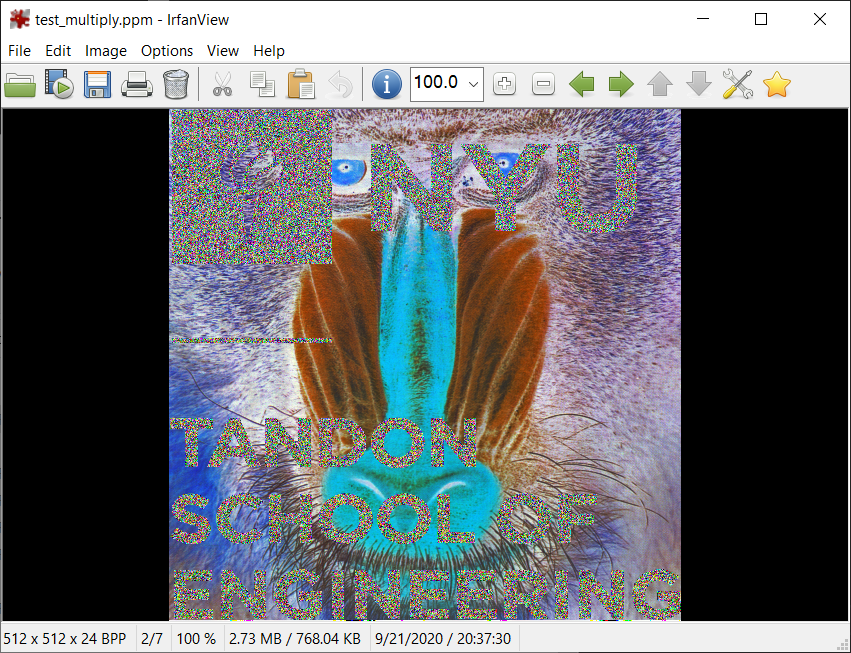 test_multiply.ppm - IrfanView
File Edit Image Options View Help
100.0
NYU
TANDON
SCHOOL OF
ENGINEERING
512 x 512 x 24 BPP 2/7 100 % 2.73 MB / 768.04 KB 9/21/2020 / 20:37:30